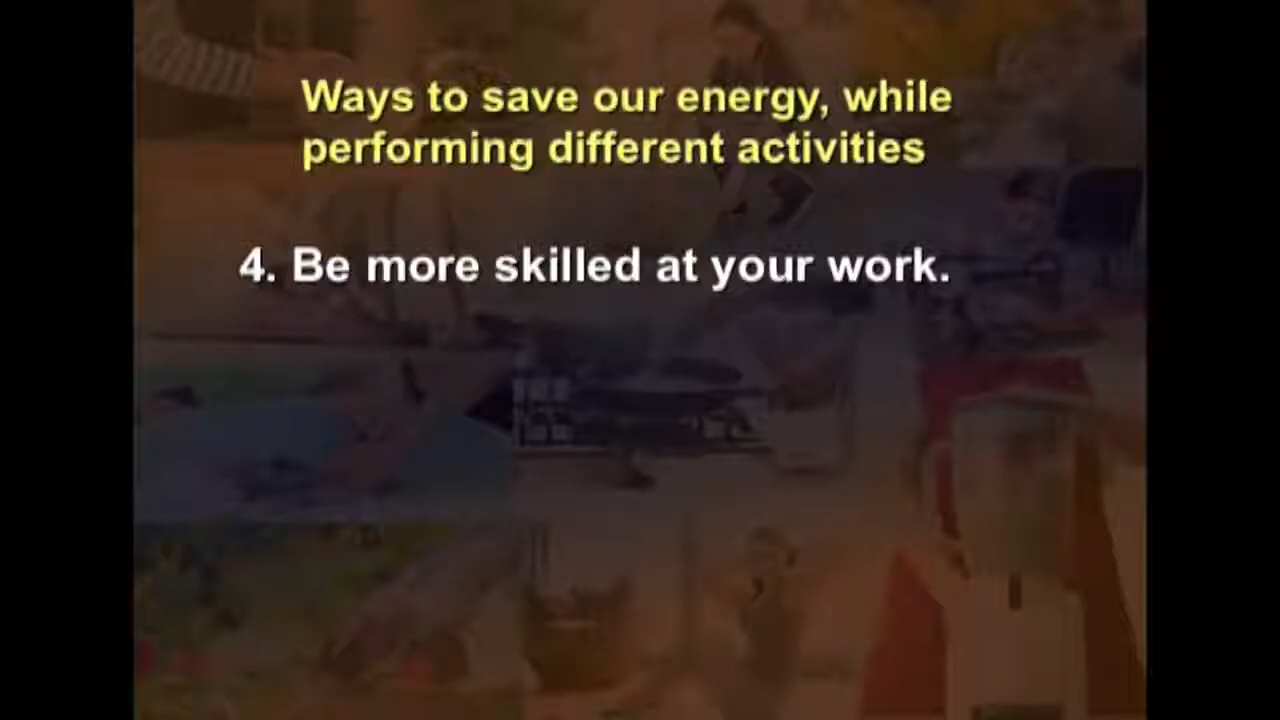 Ways to save our energy, while
performing different activities
4. Be more skilled at your work.